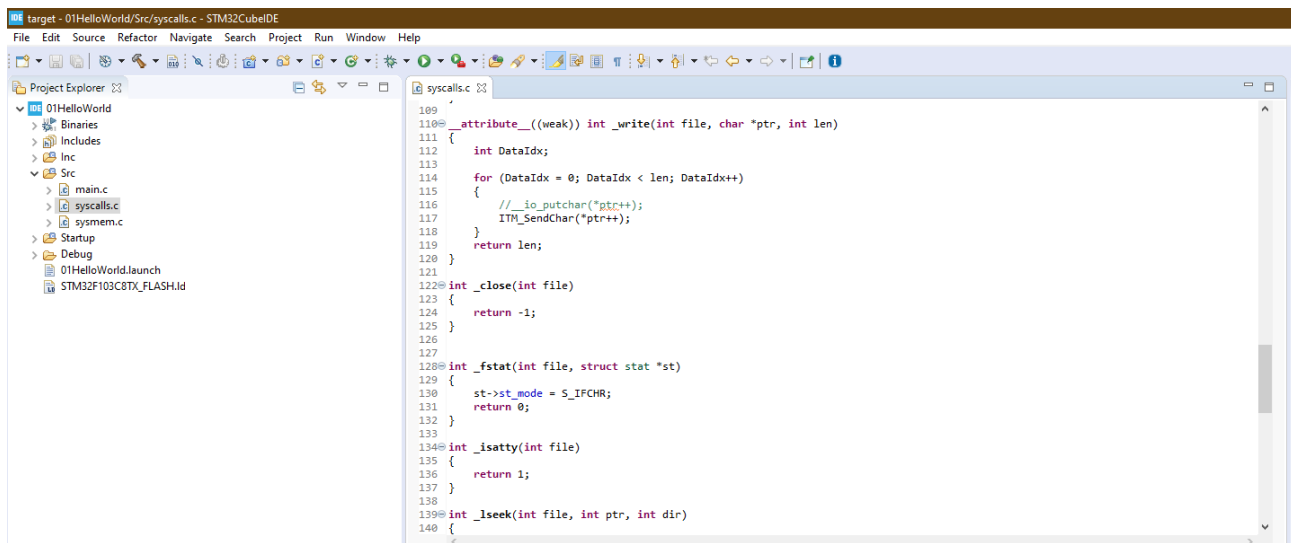 IDE target - 01HelloWorld/Src/syscalls.c - STM32CubeIDE
File Edit Source Refactor Navigate Search Project Run Window Help
Project Explorer
IDE 01HelloWorld
Binaries
Includes
Inc
Src
main.c
syscalls.c
sysmem.c
Startup
Debug
01HelloWorld.launch
STM32F103C8TX_FLASH.ld
syscalls.c
109 }
110 __attribute__((weak)) int _write(int file, char *ptr, int len)
111 {
112     int DataIdx;
113
114     for (DataIdx = 0; DataIdx < len; DataIdx++)
115     {
116         //__io_putchar(*ptr++);
117         ITM_SendChar(*ptr++);
118     }
119     return len;
120 }
121
122 int _close(int file)
123 {
124     return -1;
125 }
126
127
128 int _fstat(int file, struct stat *st)
129 {
130     st->st_mode = S_IFCHR;
131     return 0;
132 }
133
134 int _isatty(int file)
135 {
136     return 1;
137 }
138
139 int _lseek(int file, int ptr, int dir)
140 {